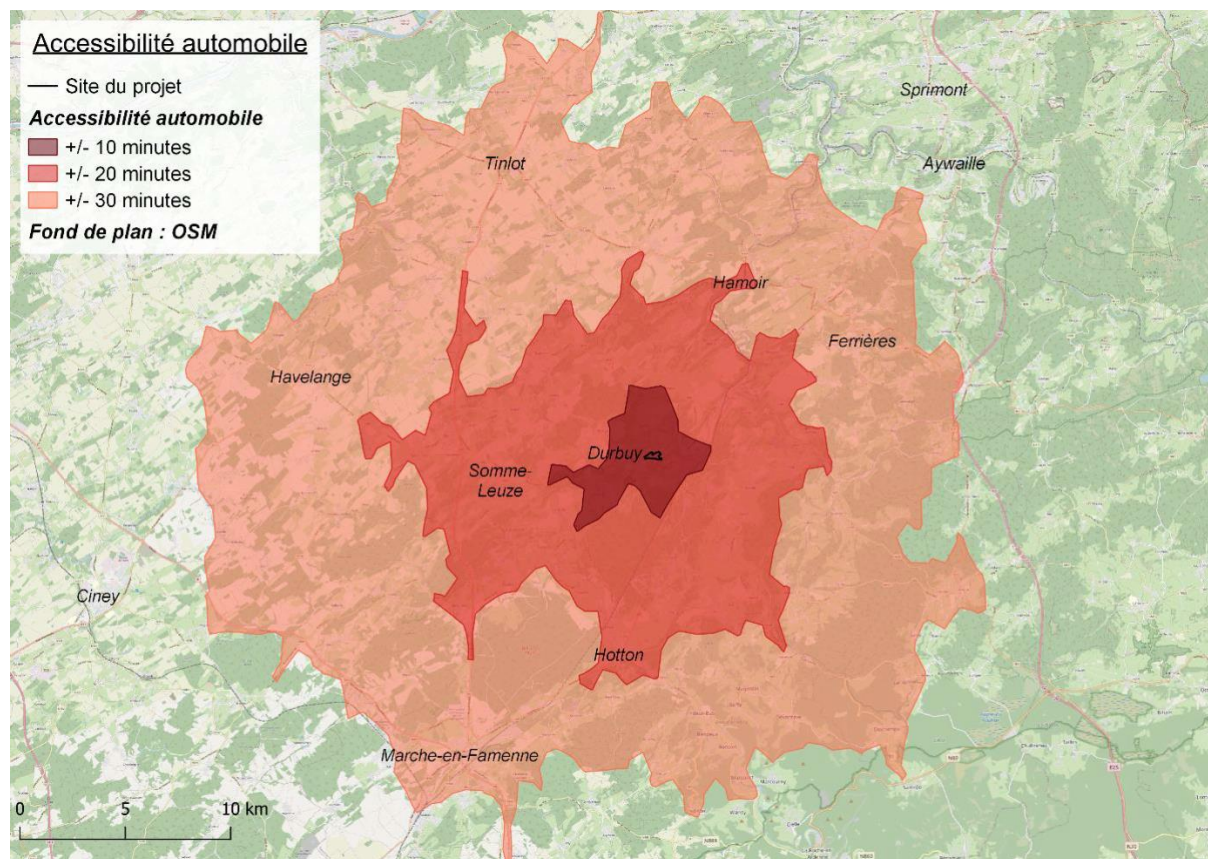 Accessibilité automobile
Site du projet
Accessibilité automobile
+/- 10 minutes
+/- 20 minutes
+/- 30 minutes
Fond de plan : OSM
Sprimont
Aywaille
Tinlot
Hamoir
Ferrières
Havelange
Durbuy
Somme-
Leuze
Ciney
Hotton
Marche-en-Famenne
0 5 10 km